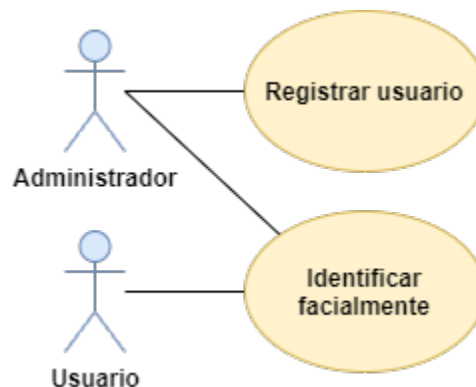 Registrar usuario
Administrador
Identificar
facialmente
Usuario